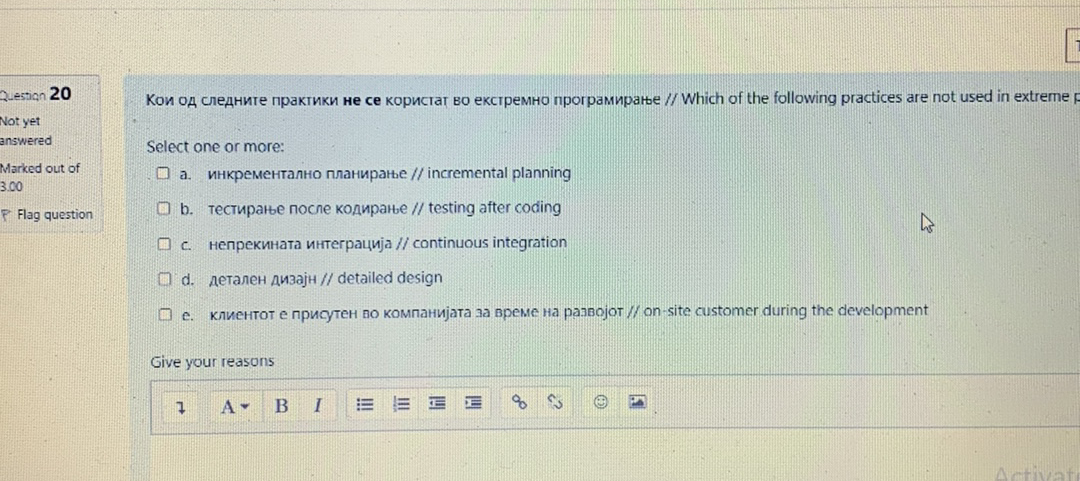 Question 20
Not yet
answered
Marked out of
3.00
Flag question
Кои од следните практики не се користат во екстремно програмирање // Which of the following practices are not used in extreme
Select one or more:
a. инкрементално планирање // incremental planning
b. тестирање после кодирање // testing after coding
c. непрекината интеграција // continuous integration
d. детален дизајн // detailed design
e. клиентот е присутен во компанијата за време на развојот // on-site customer during the development
Give your reasons
A B I